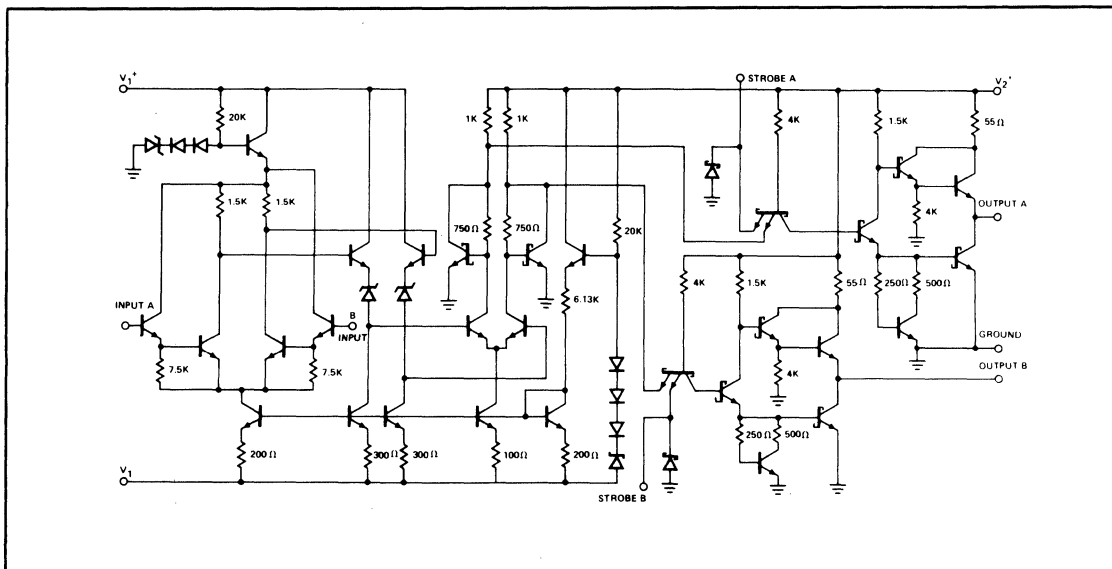 V1+
STROBE A
V2'
20K
1K
1K
4K
1.5K
55Ω
1.5K
1.5K
4K
OUTPUT A
750Ω
750Ω
20K
INPUT A
B
INPUT
6.13K
4K
1.5K
55Ω
250Ω
500Ω
7.5K
7.5K
GROUND
4K
OUTPUT B
200Ω
300Ω
300Ω
100Ω
200Ω
250Ω
500Ω
V1
STROBE B